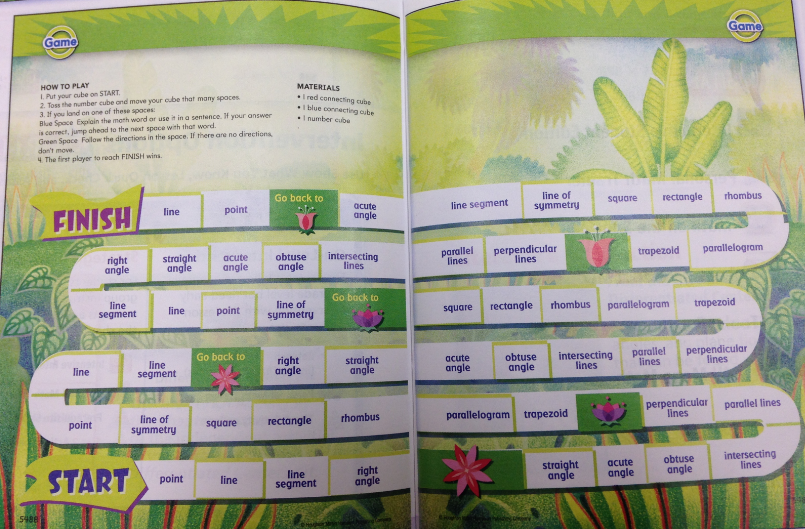 Game
Game
HOW TO PLAY
1. Put your cube on START.
2. Toss the number cube and move your cube that many spaces.
3. If you land on one of these spaces:
Blue Space Explain the math word or use it in a sentence. If your answer
is correct, jump ahead to the next space with that word.
Green Space Follow the directions in the space. If there are no directions,
don't move.
4. The first player to reach FINISH wins.
MATERIALS
• 1 red connecting cube
• 1 blue connecting cube
• 1 number cube
FINISH
line
point
Go back to
acute
angle
line segment
line of
symmetry
square
rectangle
rhombus
right
angle
straight
angle
acute
angle
obtuse
angle
intersecting
lines
parallel
lines
perpendicular
lines
trapezoid
parallelogram
line
segment
line
point
line of
symmetry
Go back to
square
rectangle
rhombus
parallelogram
trapezoid
line
line
segment
Go back to
right
angle
straight
angle
acute
angle
obtuse
angle
intersecting
lines
parallel
lines
perpendicular
lines
point
line of
symmetry
square
rectangle
rhombus
parallelogram
trapezoid
perpendicular
lines
parallel lines
START
point
line
line
segment
right
angle
straight
angle
acute
angle
obtuse
angle
intersecting
lines